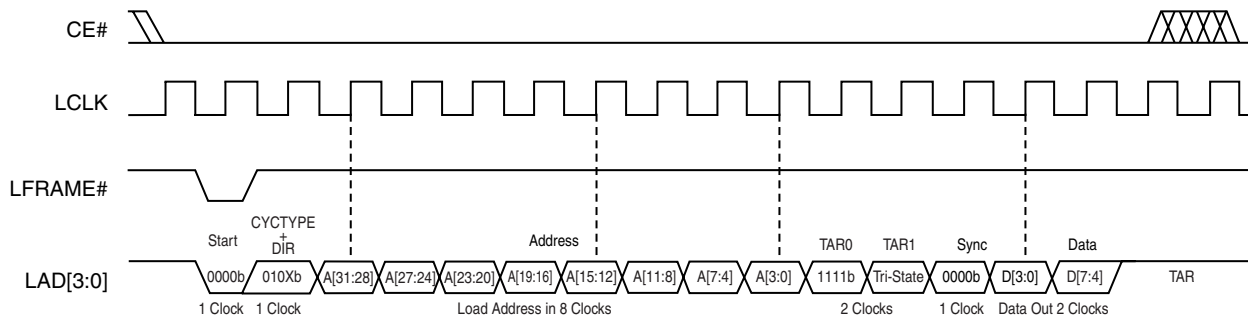 CE#
LCLK
LFRAME#
Start
CYCTYPE
+
DIR
Address
TAR0
TAR1
Sync
Data
LAD[3:0]
0000b
010Xb
A[31:28]
A[27:24]
A[23:20]
A[19:16]
A[15:12]
A[11:8]
A[7:4]
A[3:0]
1111b
Tri-State
0000b
D[3:0]
D[7:4]
TAR
1 Clock
1 Clock
Load Address in 8 Clocks
2 Clocks
1 Clock
Data Out 2 Clocks